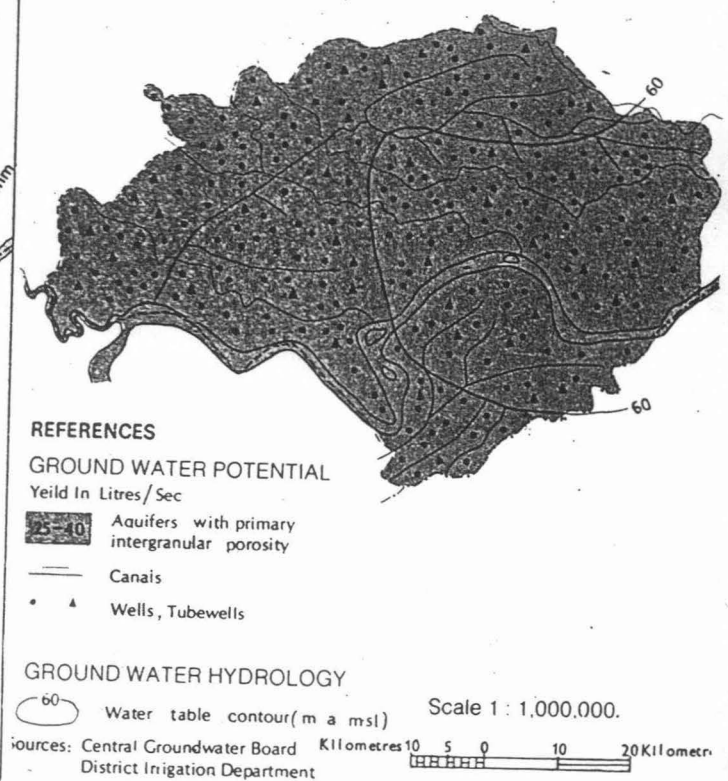 60
60
REFERENCES
GROUND WATER POTENTIAL
Yeild In Litres/Sec
25-40 Aquifers with primary
intergranular porosity
Canals
Wells, Tubewells
GROUND WATER HYDROLOGY
60 Water table contour(m a msl)
Scale 1 : 1,000,000.
Sources: Central Groundwater Board
District Irrigation Department
Kilometres 10 5 0 10 20 Kilometr